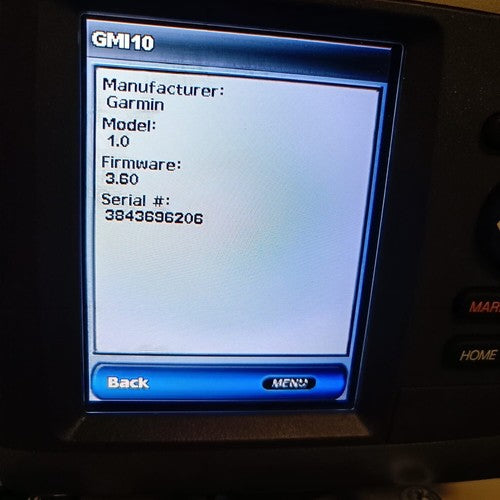 GMI10
Manufacturer:
Garmin
Model:
1.0
Firmware:
3.60
Serial #:
3843696206
Back MENU
HOME